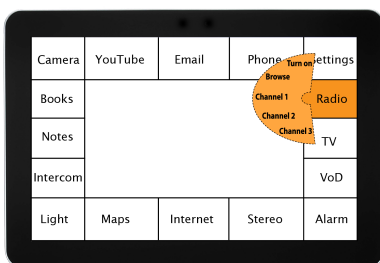 Camera
YouTube
Email
Phone
Settings
Turn on
Browse
Channel 1
Channel 2
Channel 3
Books
Radio
Notes
TV
Intercom
VoD
Light
Maps
Internet
Stereo
Alarm